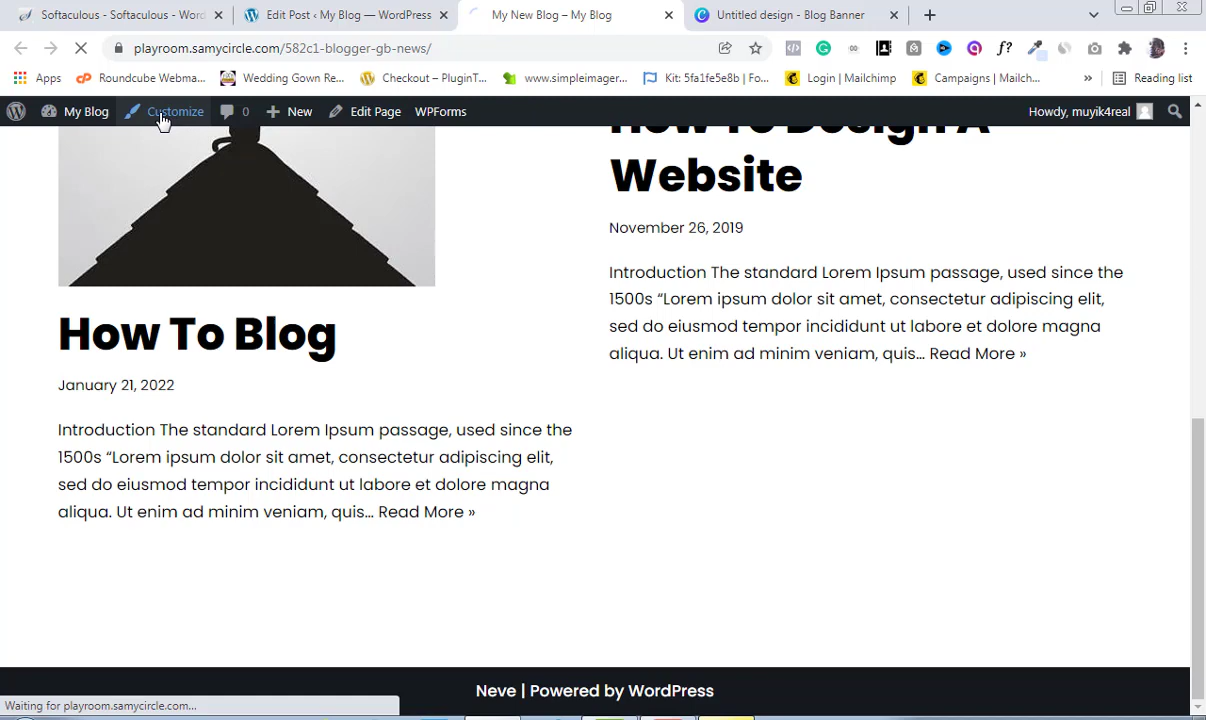 Softaculous - Softaculous - Word
Edit Post ‹ My Blog — WordPress
My New Blog – My Blog
Untitled design - Blog Banner
playroom.samycircle.com/582c1-blogger-gb-news/
Apps
Roundcube Webma...
Wedding Gown Re...
Checkout – PluginT...
www.simpleimager...
Kit: 5fa1fe5e8b | Fo...
Login | Mailchimp
Campaigns | Mailch...
»
Reading list
My Blog
Customize
0
New
Edit Page
WPForms
Howdy, muyik4real
How To Design A
Website
November 26, 2019
Introduction The standard Lorem Ipsum passage, used since the
1500s “Lorem ipsum dolor sit amet, consectetur adipiscing elit,
sed do eiusmod tempor incididunt ut labore et dolore magna
aliqua. Ut enim ad minim veniam, quis… Read More »
How To Blog
January 21, 2022
Introduction The standard Lorem Ipsum passage, used since the
1500s “Lorem ipsum dolor sit amet, consectetur adipiscing elit,
sed do eiusmod tempor incididunt ut labore et dolore magna
aliqua. Ut enim ad minim veniam, quis… Read More »
Neve | Powered by WordPress
Waiting for playroom.samycircle.com...